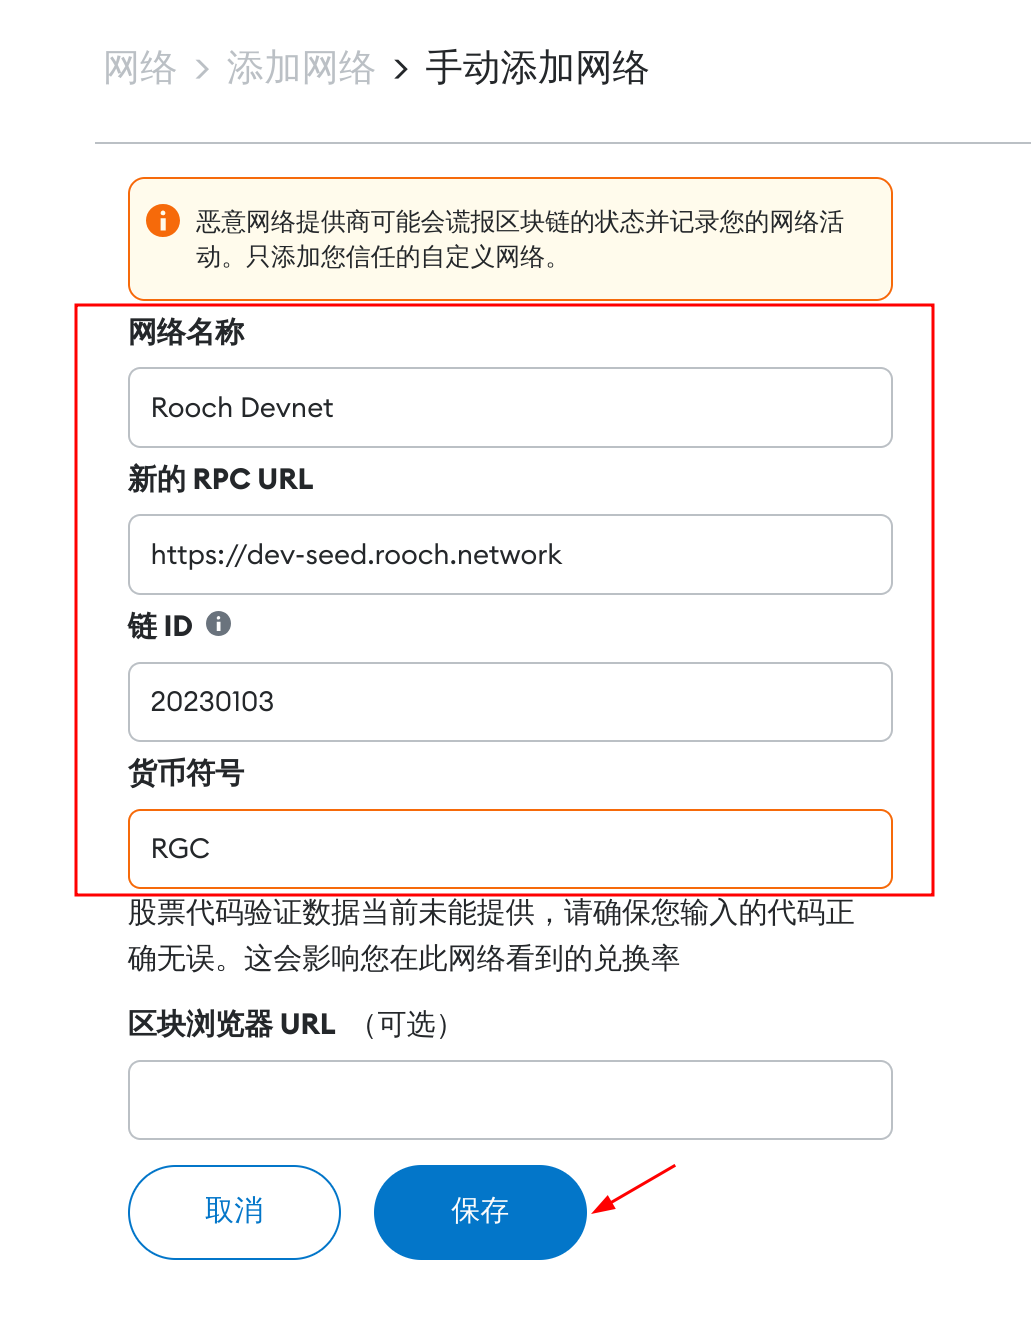 网络 > 添加网络 > 手动添加网络
恶意网络提供商可能会谎报区块链的状态并记录您的网络活
动。只添加您信任的自定义网络。
网络名称
Rooch Devnet
新的 RPC URL
https://dev-seed.rooch.network
链 ID
20230103
货币符号
RGC
股票代码验证数据当前未能提供，请确保您输入的代码正
确无误。这会影响您在此网络看到的兑换率
区块浏览器 URL （可选）
取消 保存